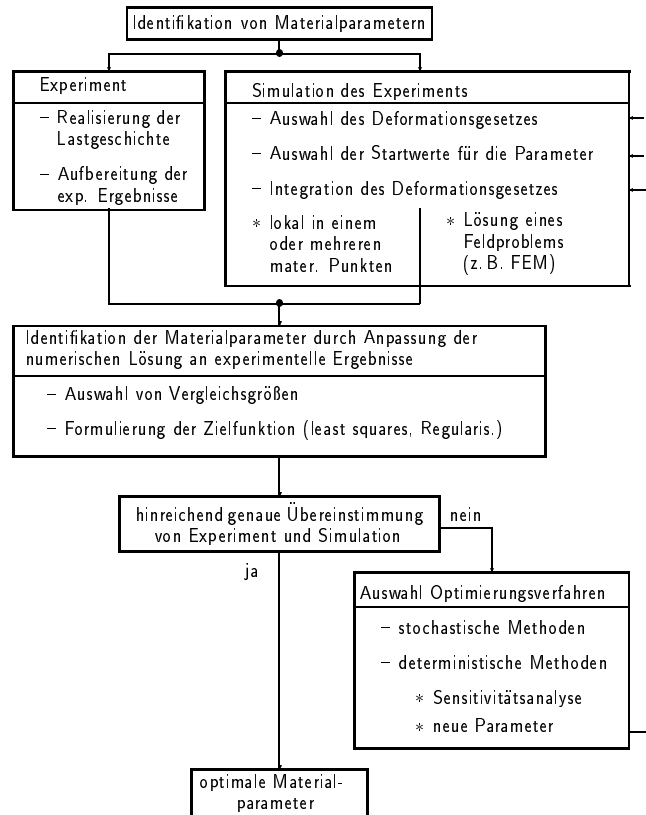 Identifikation von Materialparametern
Experiment
– Realisierung der
Lastgeschichte
– Aufbereitung der
exp. Ergebnisse
Simulation des Experiments
– Auswahl des Deformationsgesetzes
– Auswahl der Startwerte für die Parameter
– Integration des Deformationsgesetzes
∗ lokal in einem
oder mehreren
mater. Punkten
∗ Lösung eines
Feldproblems
(z. B. FEM)
Identifikation der Materialparameter durch Anpassung der
numerischen Lösung an experimentelle Ergebnisse
– Auswahl von Vergleichsgrößen
– Formulierung der Zielfunktion (least squares, Regularis.)
hinreichend genaue Übereinstimmung
von Experiment und Simulation
nein
ja
Auswahl Optimierungsverfahren
– stochastische Methoden
– deterministische Methoden
∗ Sensitivitätsanalyse
∗ neue Parameter
optimale Material-
parameter